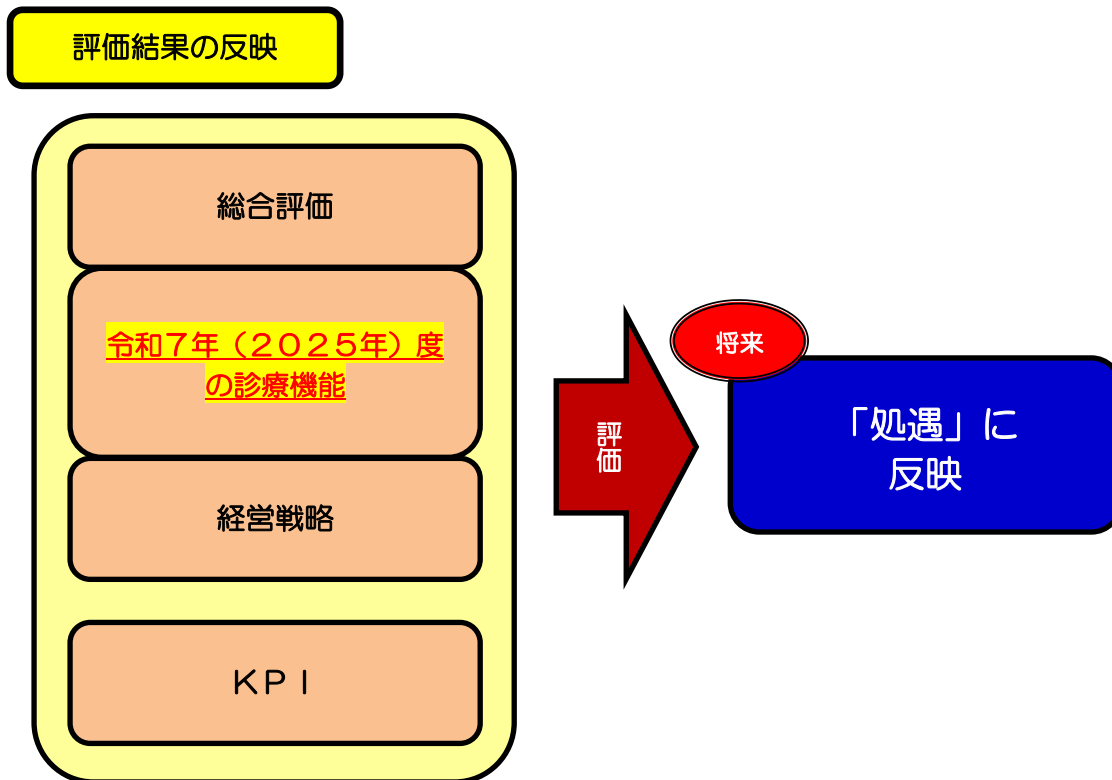 評価結果の反映
総合評価
令和７年（２０２５年）度
の診療機能
経営戦略
ＫＰＩ
評価
将来
「処遇」に
反映